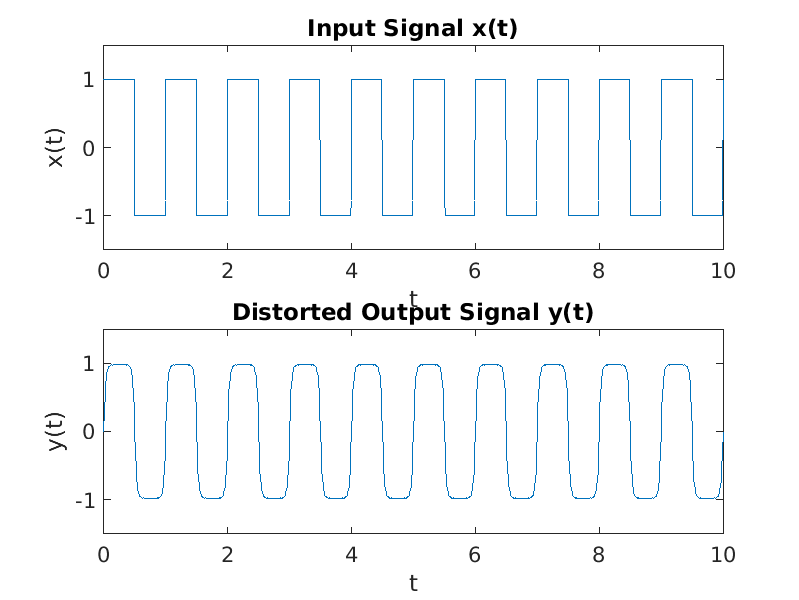 Input Signal x(t)
1
0
-1
x(t)
0 2 4 6 8 10
t
Distorted Output Signal y(t)
1
0
-1
y(t)
0 2 4 6 8 10
t